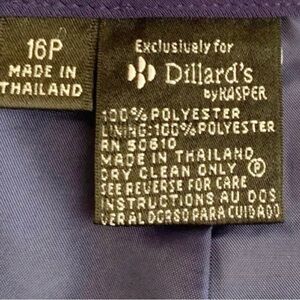 16P
MADE IN
THAILAND
Exclusively for
Dillard's
by KASPER
100% POLYESTER
LINING: 100% POLYESTER
RN 50610
MADE IN THAILAND
DRY CLEAN ONLY Ⓟ
SEE REVERSE FOR CARE
INSTRUCTIONS AU DOS
VER AL DORSO PARA CUIDADO